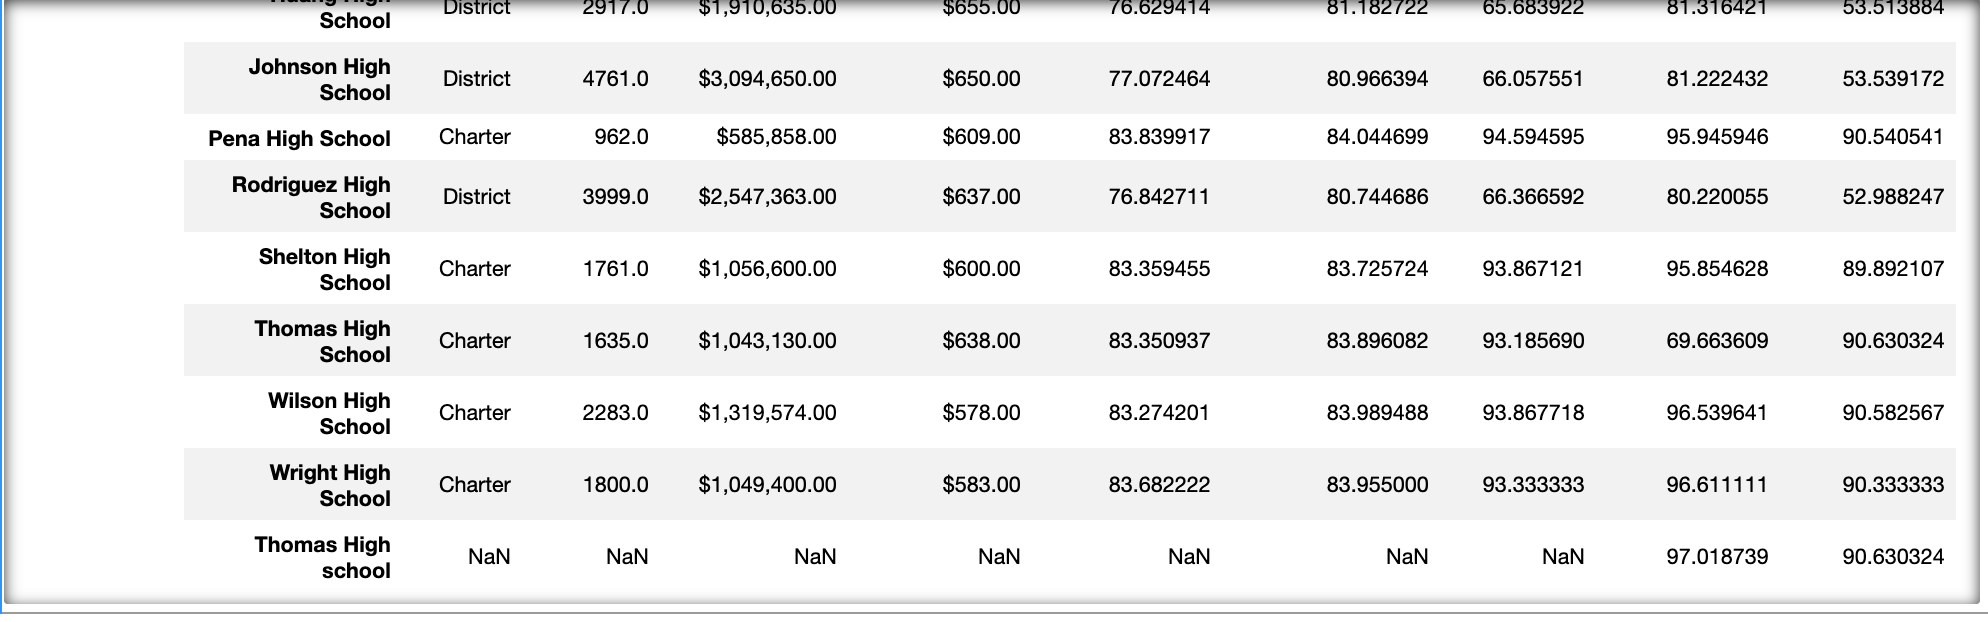 Huang High
School District 2917.0 $1,910,635.00 $655.00 76.629414 81.182722 65.683922 81.316421 53.513884
Johnson High
School District 4761.0 $3,094,650.00 $650.00 77.072464 80.966394 66.057551 81.222432 53.539172
Pena High School Charter 962.0 $585,858.00 $609.00 83.839917 84.044699 94.594595 95.945946 90.540541
Rodriguez High
School District 3999.0 $2,547,363.00 $637.00 76.842711 80.744686 66.366592 80.220055 52.988247
Shelton High
School Charter 1761.0 $1,056,600.00 $600.00 83.359455 83.725724 93.867121 95.854628 89.892107
Thomas High
School Charter 1635.0 $1,043,130.00 $638.00 83.350937 83.896082 93.185690 69.663609 90.630324
Wilson High
School Charter 2283.0 $1,319,574.00 $578.00 83.274201 83.989488 93.867718 96.539641 90.582567
Wright High
School Charter 1800.0 $1,049,400.00 $583.00 83.682222 83.955000 93.333333 96.611111 90.333333
Thomas High
school NaN NaN NaN NaN NaN NaN NaN 97.018739 90.630324